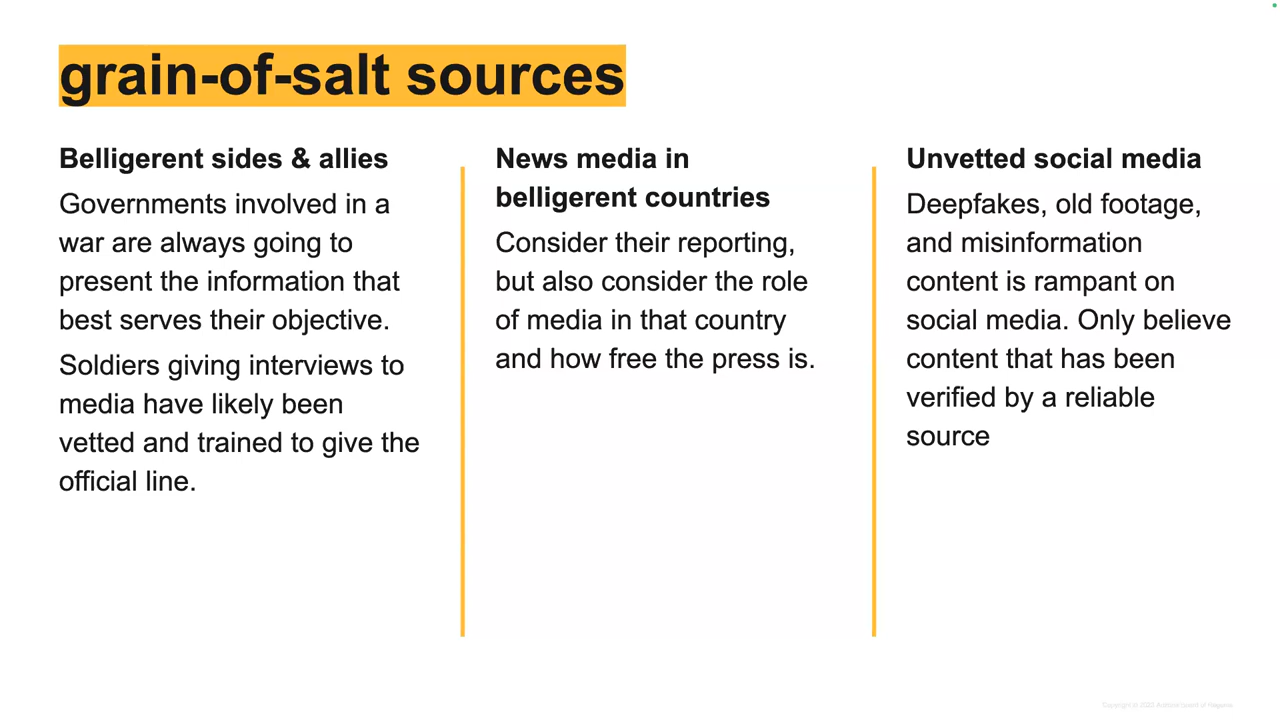 grain-of-salt sources
Belligerent sides & allies
Governments involved in a
war are always going to
present the information that
best serves their objective.
Soldiers giving interviews to
media have likely been
vetted and trained to give the
official line.
News media in
belligerent countries
Consider their reporting,
but also consider the role
of media in that country
and how free the press is.
Unvetted social media
Deepfakes, old footage,
and misinformation
content is rampant on
social media. Only believe
content that has been
verified by a reliable
source
Copyright ©